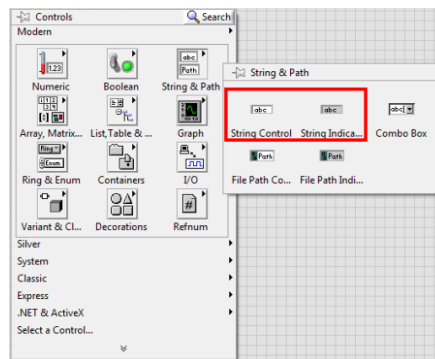 Controls Search
Modern
1.23
abc
Path
Numeric Boolean String & Path
Array, Matrix... List, Table & ... Graph
Ring
Enum
Ring & Enum Containers I/O
#
Variant & Cl... Decorations Refnum
Silver
System
Classic
Express
.NET & ActiveX
Select a Control...
String & Path
abc abc abc
String Control String Indica... Combo Box
Path Path
File Path Co... File Path Indi...